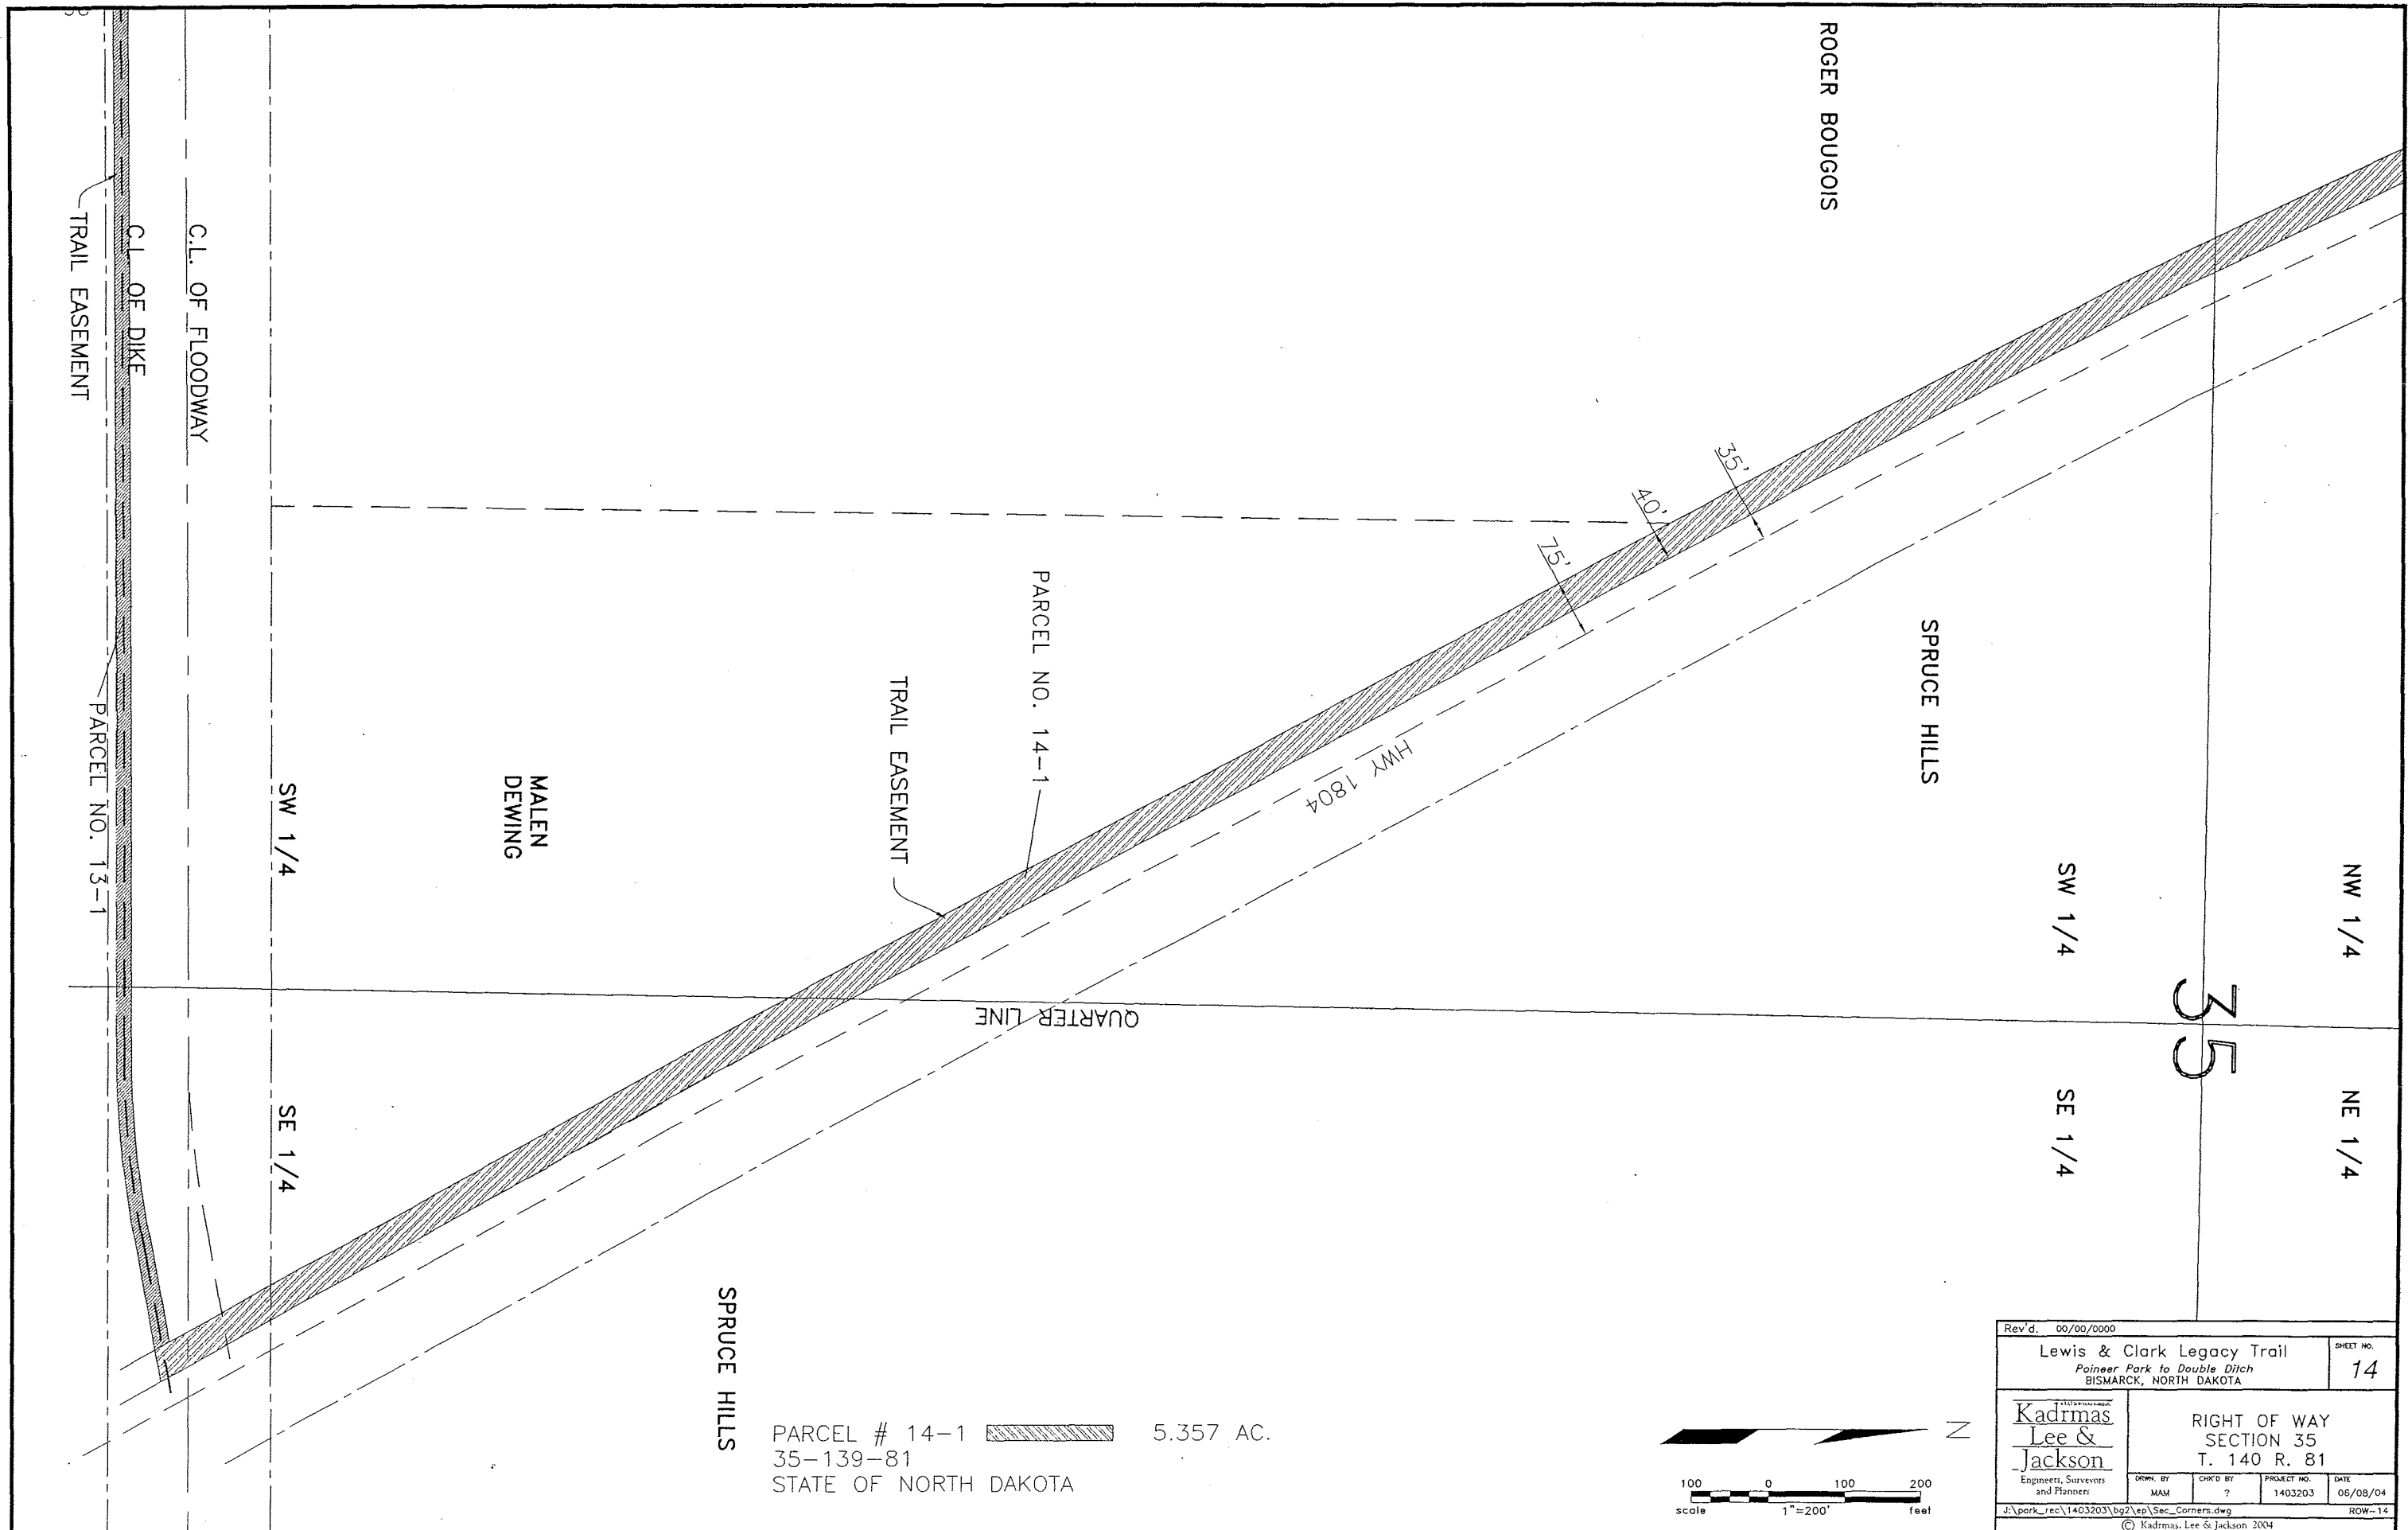 ROGER BOUGOIS
TRAIL EASEMENT
C.L. OF DIKE
C.L. OF FLOODWAY
35'
40'
75'
PARCEL NO. 14-1
TRAIL EASEMENT
SPRUCE HILLS
HWY 1804
PARCEL NO. 13-1
SW 1/4
MALEN
DEWING
SW 1/4
NW 1/4
QUARTER LINE
35
SE 1/4
SE 1/4
NE 1/4
SPRUCE HILLS
PARCEL # 14-1 5.357 AC.
35-139-81
STATE OF NORTH DAKOTA
N
100 0 100 200
scale 1"=200' feet
Rev'd. 00/00/0000
Lewis & Clark Legacy Trail
Poineer Park to Double Ditch
BISMARCK, NORTH DAKOTA
SHEET NO.
14
Kadrmas
Lee &
Jackson
Engineers, Surveyors
and Planners
RIGHT OF WAY
SECTION 35
T. 140 R. 81
DRWN. BY CHK'D BY PROJECT NO. DATE
MAM ? 1403203 06/08/04
J:\park_rec\1403203\bg2\ep\Sec_Corners.dwg ROW-14
© Kadrmas, Lee & Jackson 2004